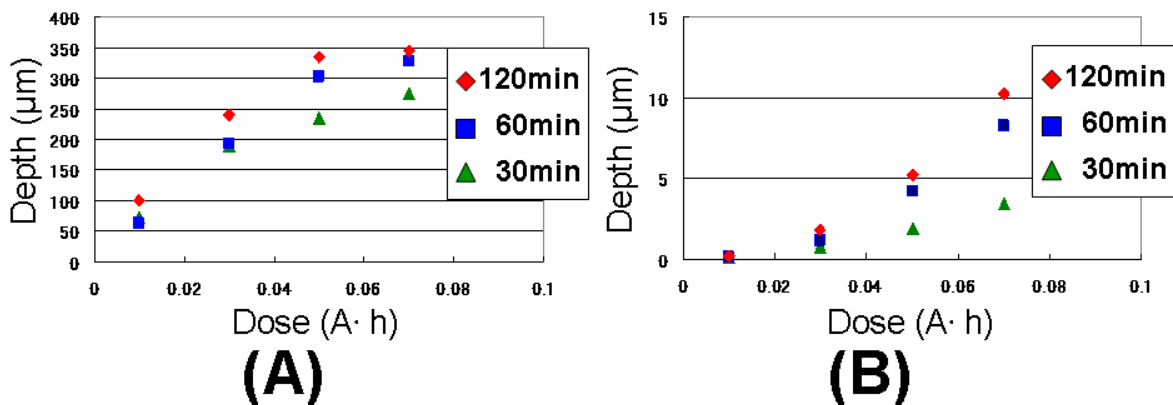 400
350
300
250
200
150
100
50
0
Depth (μm)
0 0.02 0.04 0.06 0.08 0.1
Dose (A· h)
120min
60min
30min
(A)
15
10
5
0
Depth (μm)
0 0.02 0.04 0.06 0.08 0.1
Dose (A· h)
120min
60min
30min
(B)